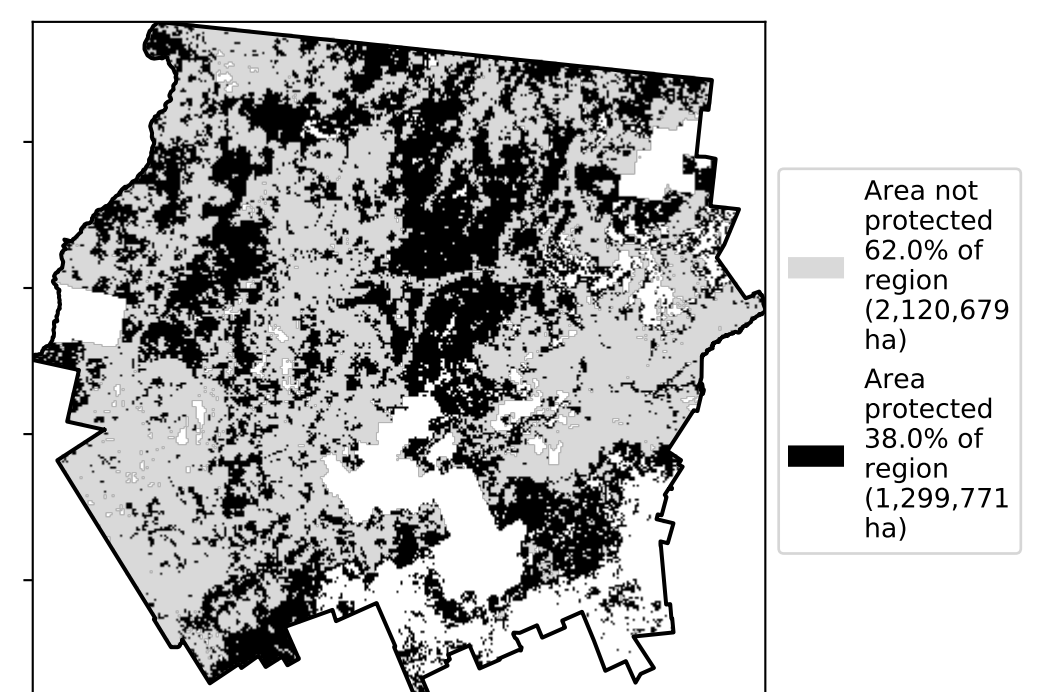 Area not
protected
62.0% of
region
(2,120,679
ha)
Area
protected
38.0% of
region
(1,299,771
ha)